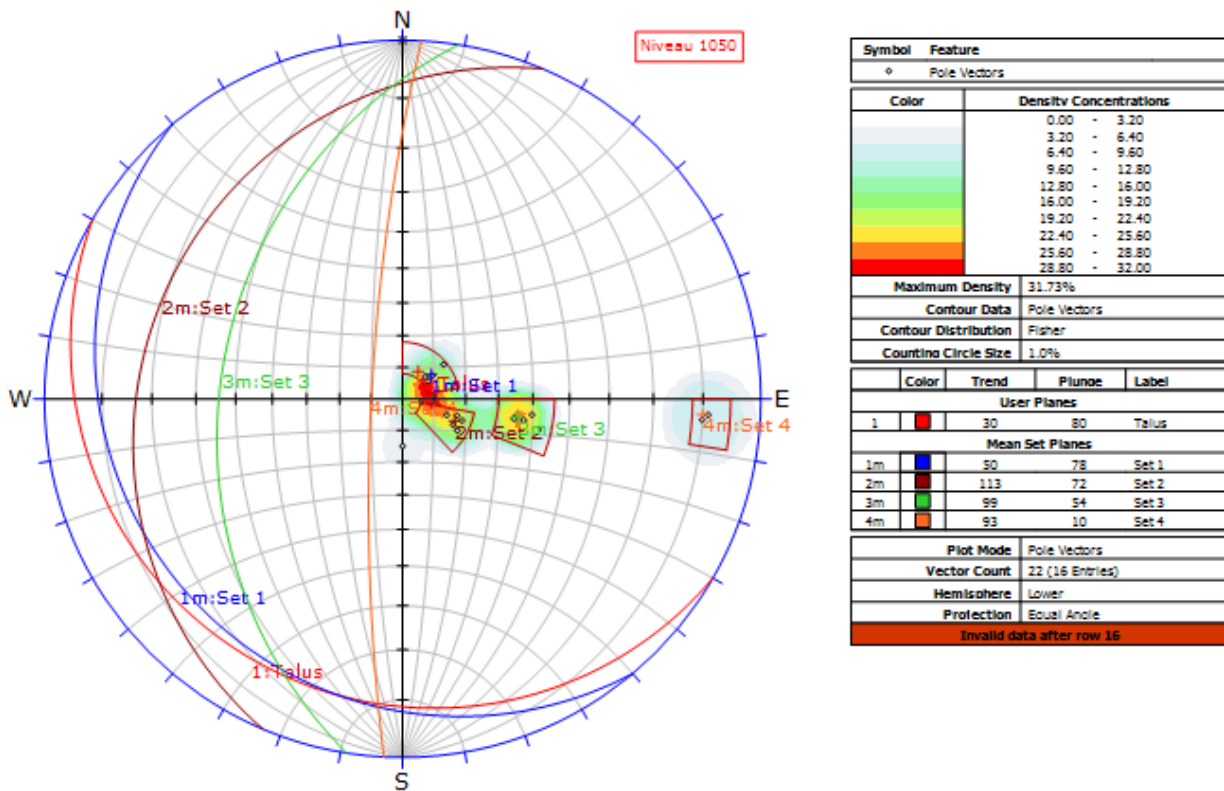 N
Niveau 1050
W
E
S
2m:Set 2
3m:Set 3
1m:Set 1
4m:Set 4
2m:Set 2
3m:Set 3
4m:Set 4
1m:Set 1
1:Talus
Symbol Feature
Pole Vectors
Color Density Concentrations
0.00 - 3.20
3.20 - 6.40
6.40 - 9.60
9.60 - 12.80
12.80 - 16.00
16.00 - 19.20
19.20 - 22.40
22.40 - 25.60
25.60 - 28.80
28.80 - 32.00
Maximum Density 31.73%
Contour Data Pole Vectors
Contour Distribution Fisher
Counting Circle Size 1.0%
Color Trend Plunge Label
User Planes
1 30 80 Talus
Mean Set Planes
1m 50 78 Set 1
2m 113 72 Set 2
3m 99 54 Set 3
4m 93 10 Set 4
Plot Mode Pole Vectors
Vector Count 22 (16 Entries)
Hemisphere Lower
Projection Equal Angle
Invalid data after row 16